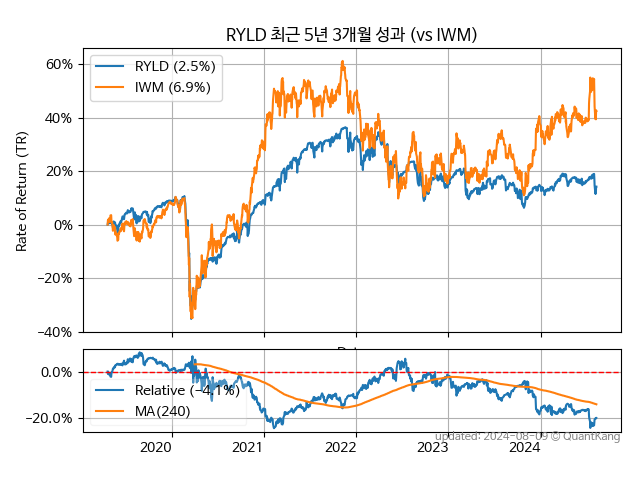 RYLD 최근 5년 3개월 성과 (vs IWM)
60%
40%
20%
0%
−20%
−40%
Rate of Return (TR)
RYLD (2.5%)
IWM (6.9%)
0.0%
−20.0%
Relative (−4.1%)
MA(240)
updated: 2024-08-09 © QuantKang
2020
2021
2022
2023
2024